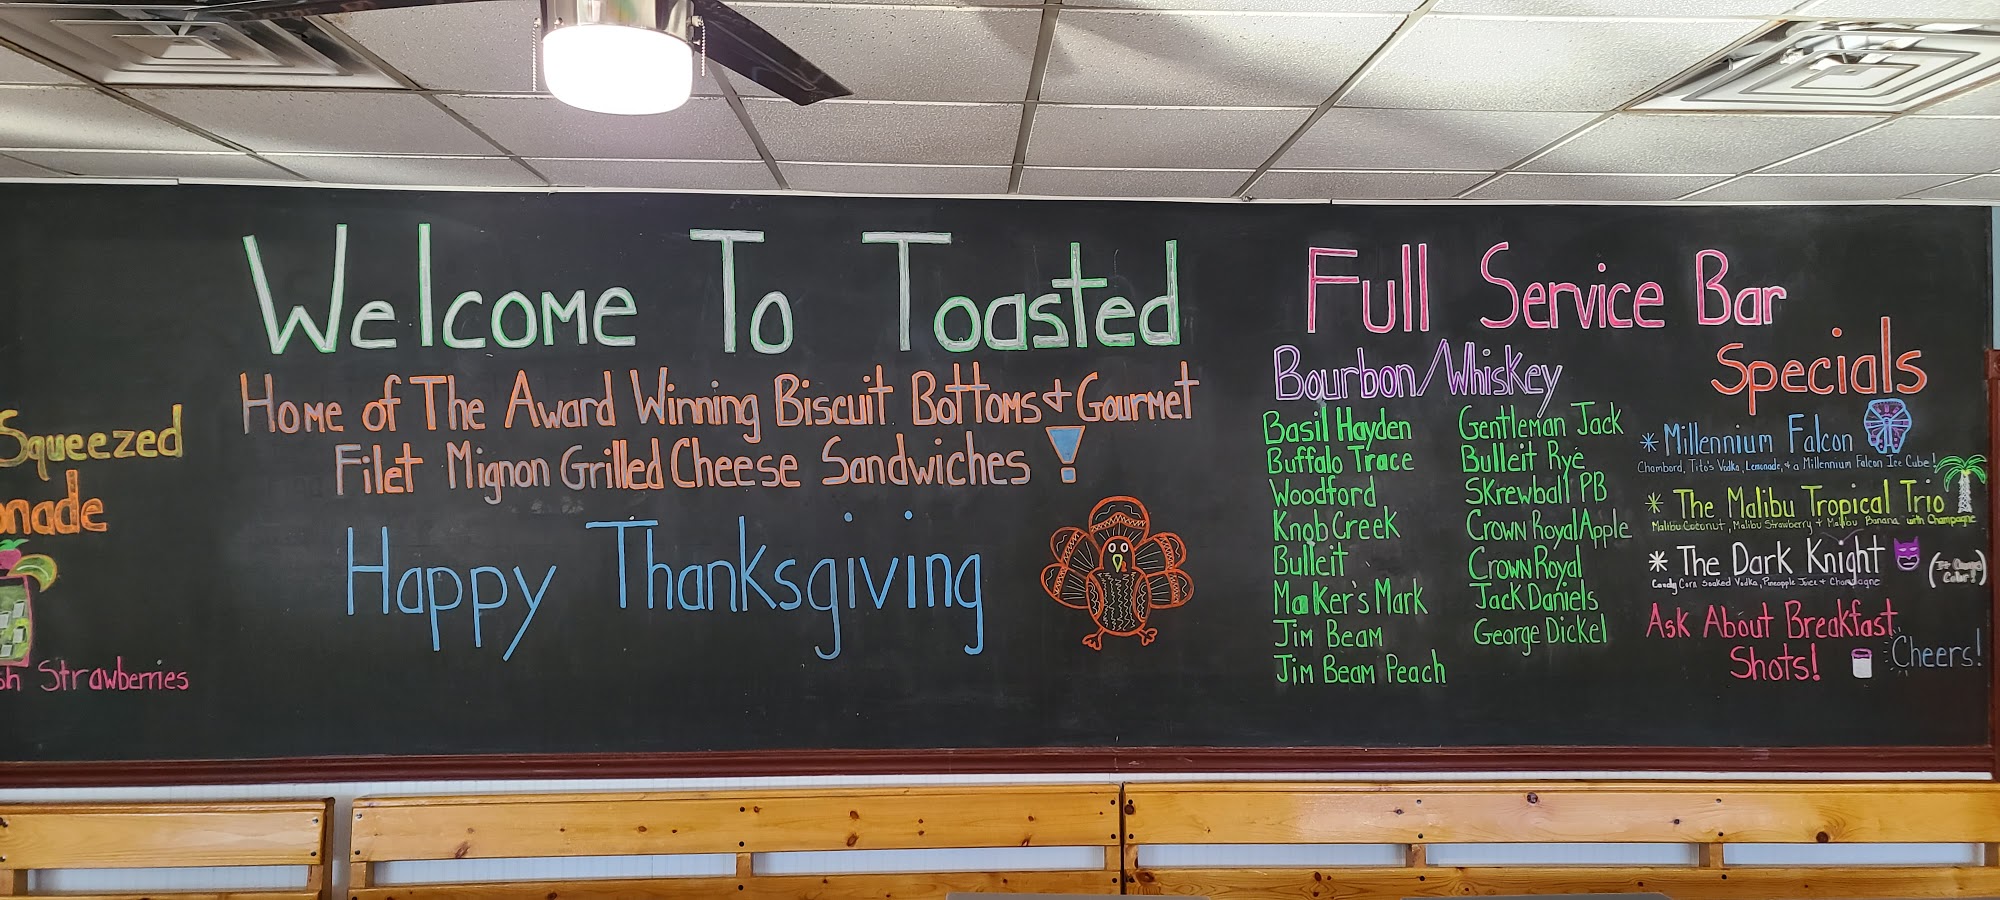 Squeezed
onade
sh Strawberries
Welcome To Toasted
Home of The Award Winning Biscuit Bottoms + Gourmet
Filet Mignon Grilled Cheese Sandwiches !
Happy Thanksgiving
Full Service Bar
Bourbon/Whiskey
Basil Hayden
Buffalo Trace
Woodford
Knob Creek
Bulleit
Maker's Mark
Jim Beam
Jim Beam Peach
Gentleman Jack
Bulleit Rye
Skrewball PB
Crown Royal Apple
Crown Royal
Jack Daniels
George Dickel
Specials
* Millennium Falcon
Chambord, Tito's Vodka, Lemonade, + a Millennium Falcon Ice Cube!
* The Malibu Tropical Trio
Malibu Coconut, Malibu Strawberry + Malibu Banana with Champagne
* The Dark Knight
Candy Corn Soaked Vodka, Pineapple Juice + Champagne
(It Changes
Color!)
Ask About Breakfast
Shots!
Cheers!